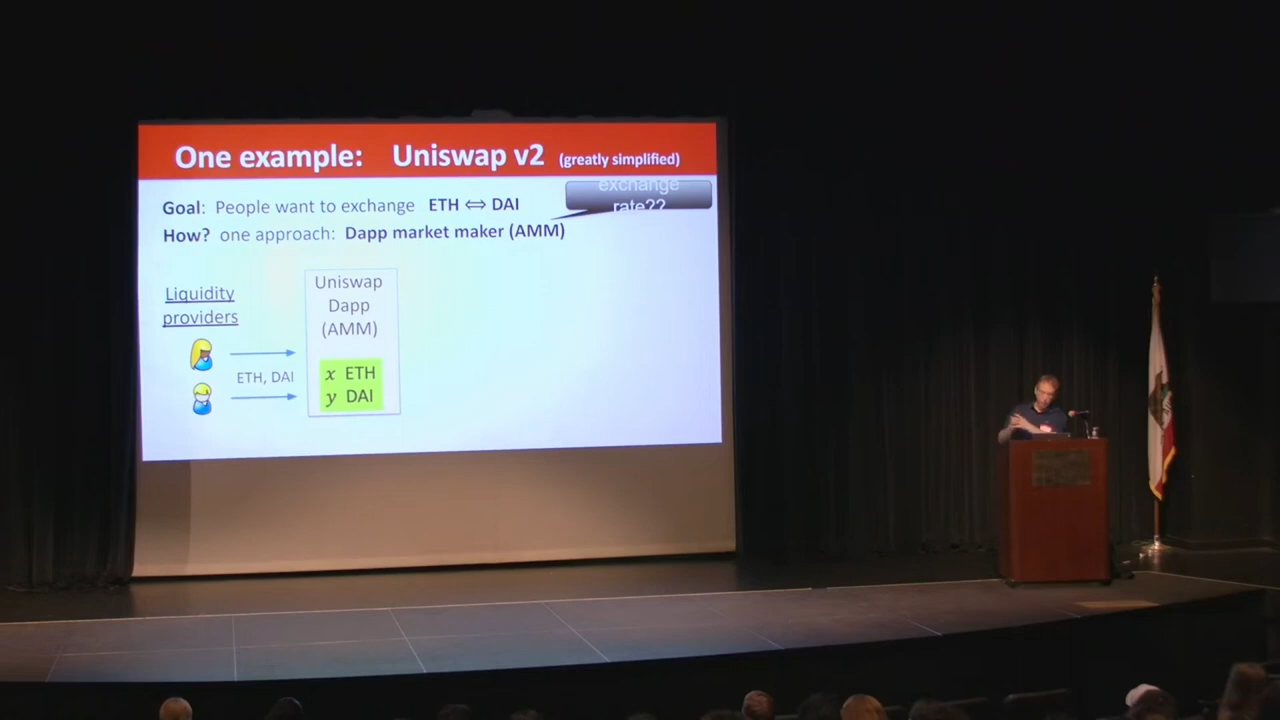 One example: Uniswap v2 (greatly simplified)
Goal: People want to exchange ETH ⇔ DAI
exchange
rate??
How? one approach: Dapp market maker (AMM)
Liquidity
providers
ETH, DAI
Uniswap
Dapp
(AMM)
x ETH
y DAI